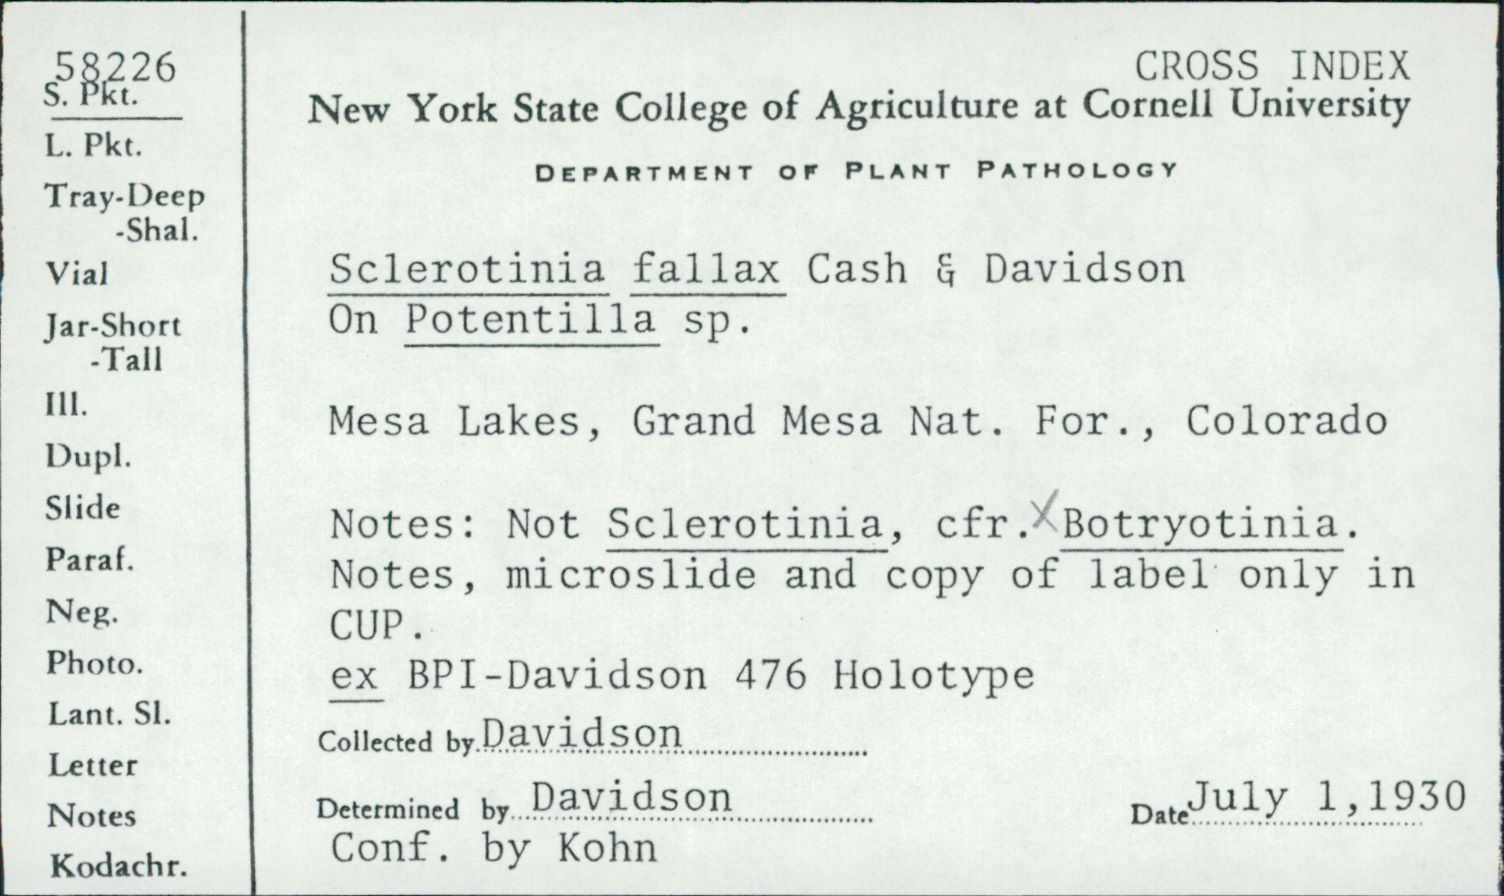 58226
S. Pkt.
L. Pkt.
Tray-Deep
-Shal.
Vial
Jar-Short
-Tall
Ill.
Dupl.
Slide
Paraf.
Neg.
Photo.
Lant. Sl.
Letter
Notes
Kodachr.
CROSS INDEX
New York State College of Agriculture at Cornell University
DEPARTMENT OF PLANT PATHOLOGY
Sclerotinia fallax Cash & Davidson
On Potentilla sp.
Mesa Lakes, Grand Mesa Nat. For., Colorado
Notes: Not Sclerotinia, cfr. X Botryotinia.
Notes, microslide and copy of label only in
CUP.
ex BPI-Davidson 476 Holotype
Collected by Davidson
Determined by Davidson
Date July 1,1930
Conf. by Kohn